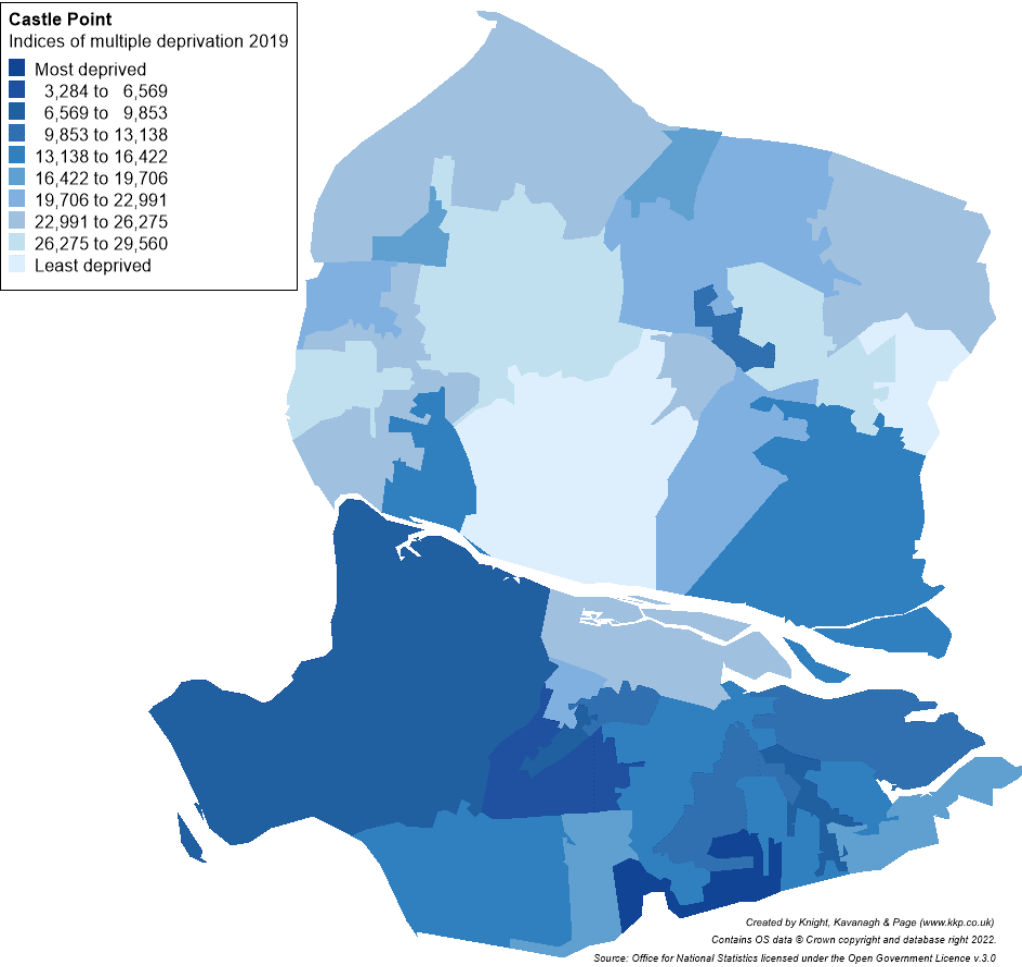 Castle Point
Indices of multiple deprivation 2019
Most deprived
3,284 to 6,569
6,569 to 9,853
9,853 to 13,138
13,138 to 16,422
16,422 to 19,706
19,706 to 22,991
22,991 to 26,275
26,275 to 29,560
Least deprived
Created by Knight, Kavanagh & Page (www.kkp.co.uk)
Contains OS data © Crown copyright and database right 2022.
Source: Office for National Statistics licensed under the Open Government Licence v.3.0